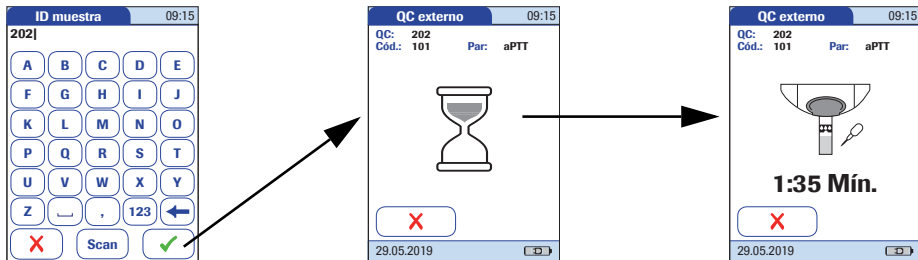 ID muestra 09:15
202
A B C D E
F G H I J
K L M N O
P Q R S T
U V W X Y
Z , 123
Scan
QC externo 09:15
QC: 202
Cód.: 101 Par: aPTT
29.05.2019
QC externo 09:15
QC: 202
Cód.: 101 Par: aPTT
1:35 Mín.
29.05.2019